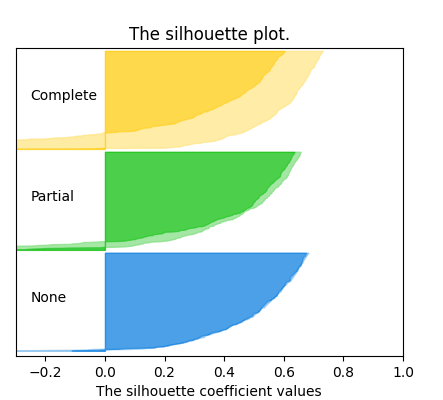 The silhouette plot.
Complete
Partial
None
−0.2 0.0 0.2 0.4 0.6 0.8 1.0
The silhouette coefficient values